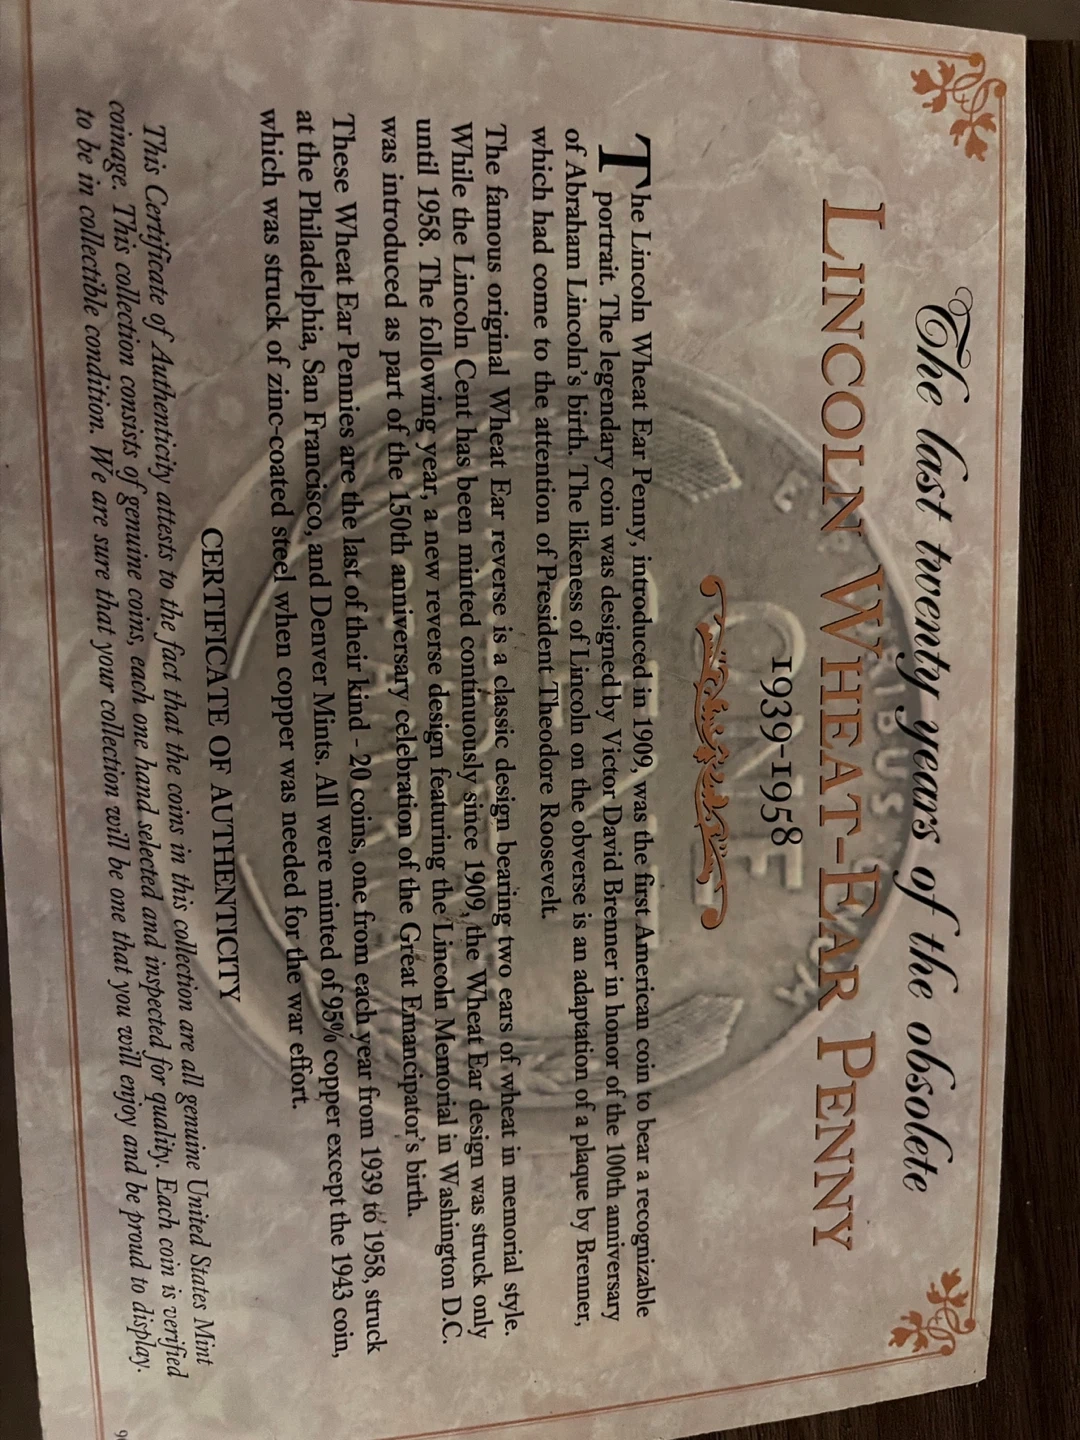 The last twenty years of the obsolete
LINCOLN WHEAT-EAR PENNY
1939-1958
The Lincoln Wheat Ear Penny, introduced in 1909, was the first American coin to bear a recognizable
portrait. The legendary coin was designed by Victor David Brenner in honor of the 100th anniversary
of Abraham Lincoln's birth. The likeness of Lincoln on the obverse is an adaptation of a plaque by Brenner,
which had come to the attention of President Theodore Roosevelt.
The famous original Wheat Ear reverse is a classic design bearing two ears of wheat in memorial style.
While the Lincoln Cent has been minted continuously since 1909, the Wheat Ear design was struck only
until 1958. The following year, a new reverse design featuring the Lincoln Memorial in Washington D.C.
was introduced as part of the 150th anniversary celebration of the Great Emancipator's birth.
These Wheat Ear Pennies are the last of their kind - 20 coins, one from each year from 1939 to 1958, struck
at the Philadelphia, San Francisco, and Denver Mints. All were minted of 95% copper except the 1943 coin,
which was struck of zinc-coated steel when copper was needed for the war effort.
CERTIFICATE OF AUTHENTICITY
This Certificate of Authenticity attests to the fact that the coins in this collection are all genuine United States Mint
coinage. This collection consists of genuine coins, each one hand selected and inspected for quality. Each coin is verified
to be in collectible condition. We are sure that your collection will be one that you will enjoy and be proud to display.